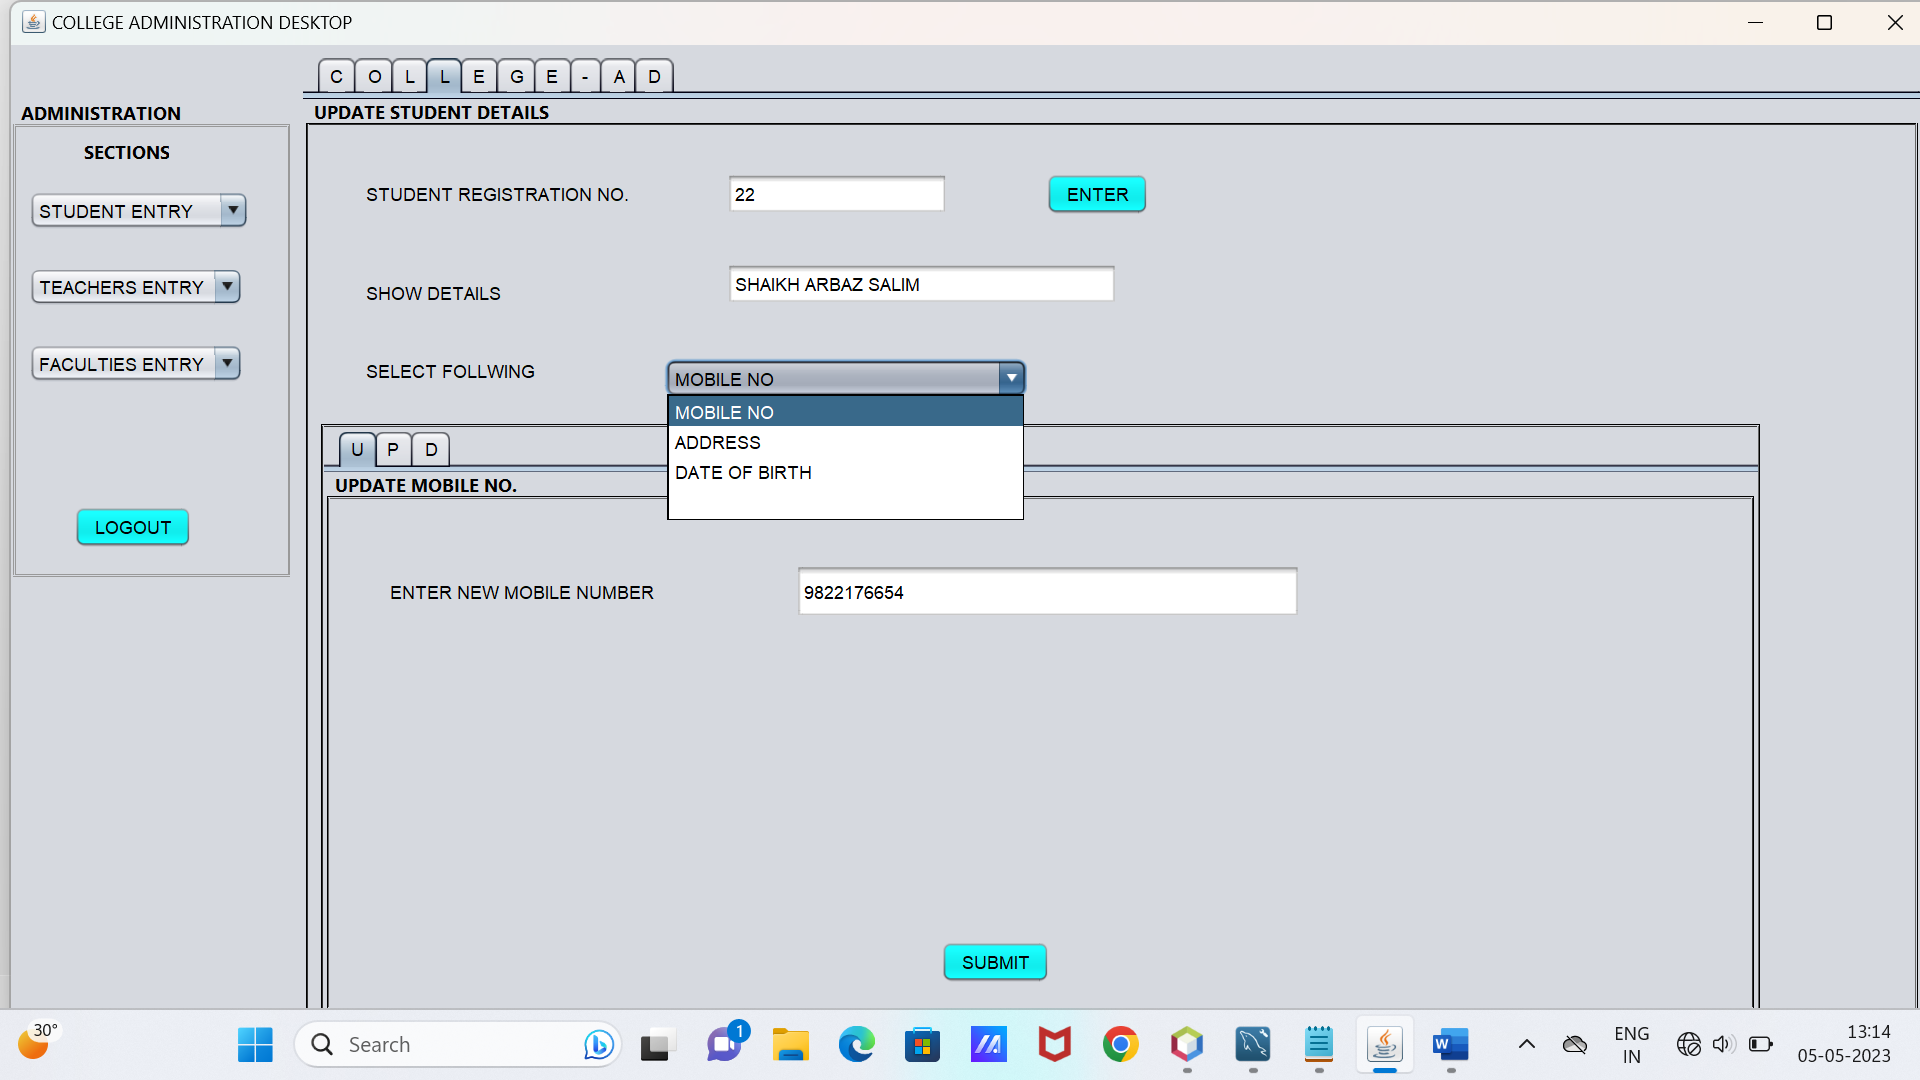 COLLEGE ADMINISTRATION DESKTOP
C O L L E G E - A D
ADMINISTRATION
SECTIONS
STUDENT ENTRY
TEACHERS ENTRY
FACULTIES ENTRY
LOGOUT
UPDATE STUDENT DETAILS
STUDENT REGISTRATION NO. 22 ENTER
SHOW DETAILS SHAIKH ARBAZ SALIM
SELECT FOLLWING MOBILE NO
MOBILE NO
ADDRESS
DATE OF BIRTH
U P D
UPDATE MOBILE NO.
ENTER NEW MOBILE NUMBER 9822176654
SUBMIT
30°
Search
1
W
ENG
IN
13:14
05-05-2023